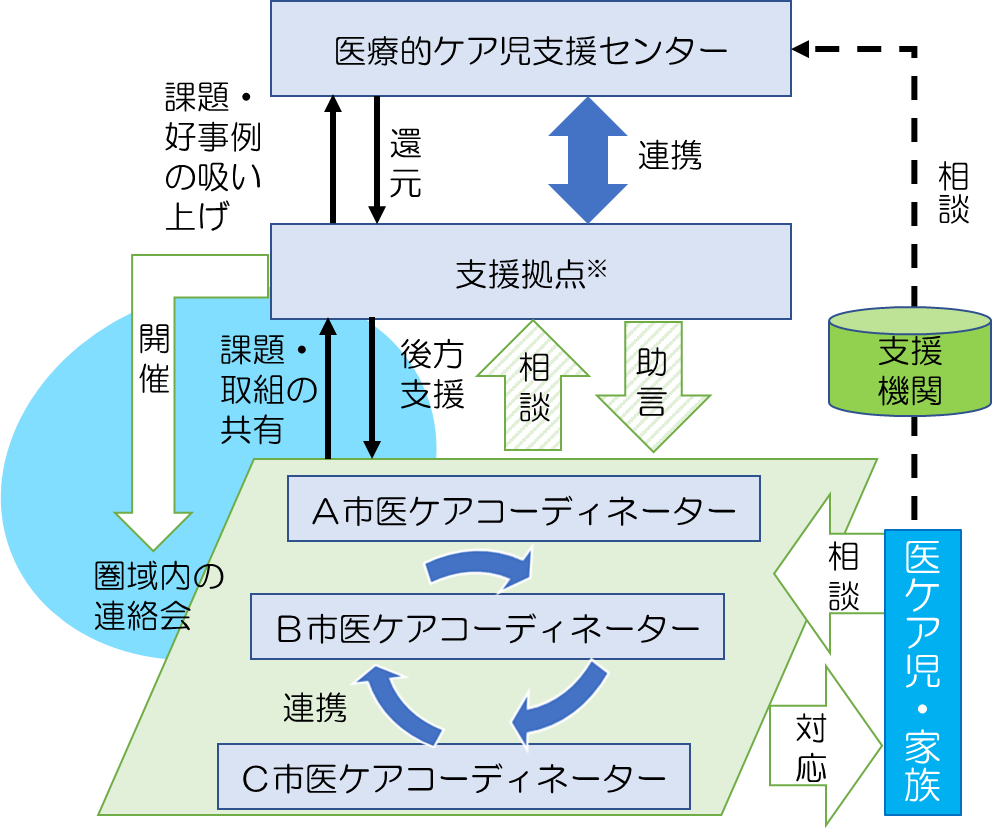 医療的ケア児支援センター
課題・
好事例
の吸い
上げ
還
元
連携
相
談
支援拠点※
開
催
課題・
取組の
共有
後方
支援
相
談
助
言
支援
機関
A市医ケアコーディネーター
圏域内の
連絡会
B市医ケアコーディネーター
連携
C市医ケアコーディネーター
相
談
対
応
医ケア児・家族